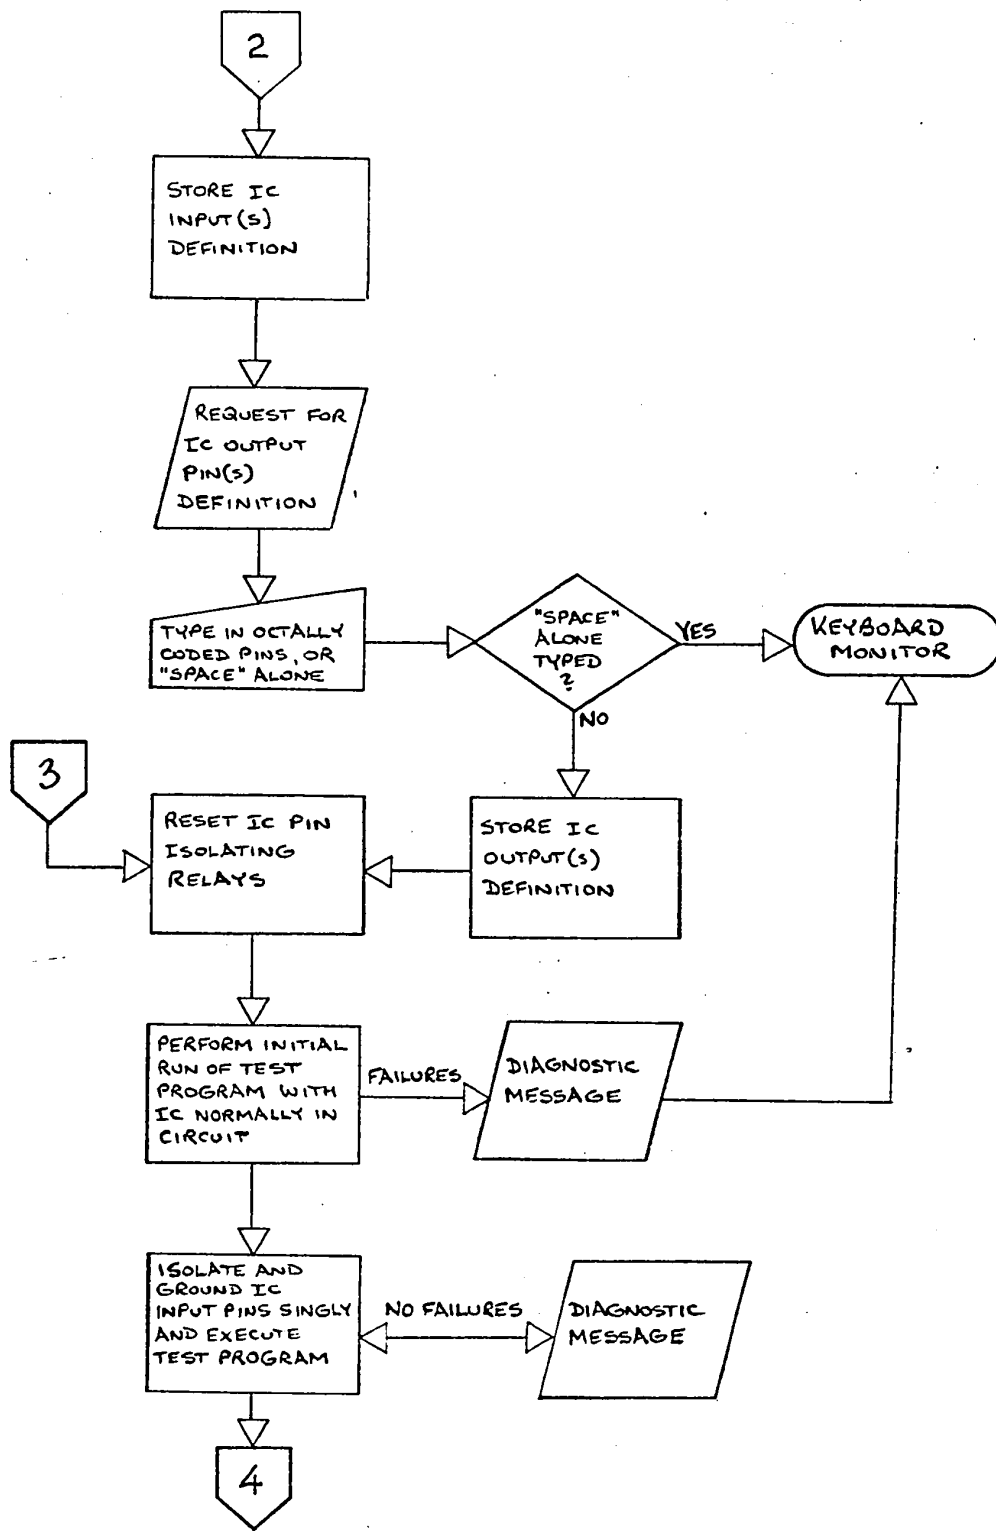 2
STORE IC
INPUT(S)
DEFINITION
REQUEST FOR
IC OUTPUT
PIN(S)
DEFINITION
TYPE IN OCTALLY
CODED PINS, OR
"SPACE" ALONE
"SPACE"
ALONE
TYPED
?
YES
KEYBOARD
MONITOR
NO
3
RESET IC PIN
ISOLATING
RELAYS
STORE IC
OUTPUT(S)
DEFINITION
PERFORM INITIAL
RUN OF TEST
PROGRAM WITH
IC NORMALLY IN
CIRCUIT
FAILURES
DIAGNOSTIC
MESSAGE
ISOLATE AND
GROUND IC
INPUT PINS SINGLY
AND EXECUTE
TEST PROGRAM
NO FAILURES
DIAGNOSTIC
MESSAGE
4